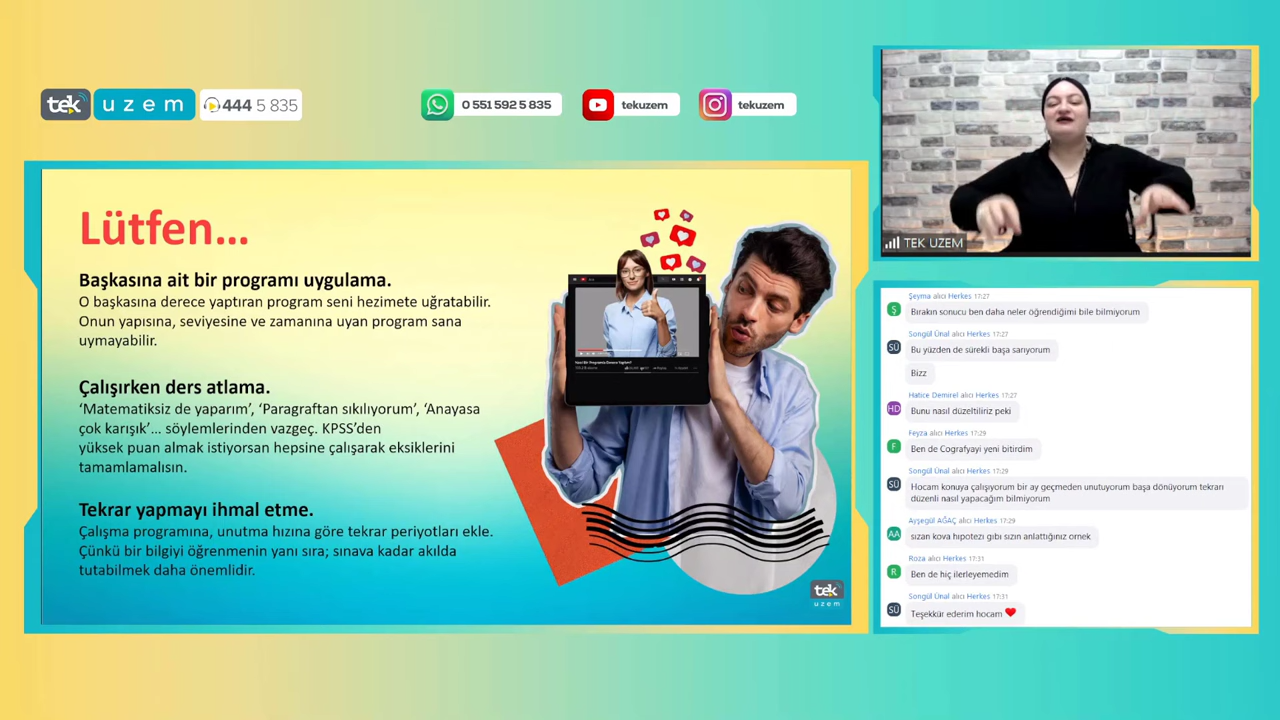 tek uzem 444 5 835
0 551 592 5 835
tekuzem
tekuzem
Lütfen...
Başkasına ait bir programı uygulama.
O başkasına derece yaptıran program seni hezimete uğratabilir.
Onun yapısına, seviyesine ve zamanına uyan program sana
uymayabilir.
Çalışırken ders atlama.
‘Matematiksiz de yaparım’, ‘Paragraftan sıkılıyorum’, ‘Anayasa
çok karışık’... söylemlerinden vazgeç. KPSS’den
yüksek puan almak istiyorsan hepsine çalışarak eksiklerini
tamamlamalısın.
Tekrar yapmayı ihmal etme.
Çalışma programına, unutma hızına göre tekrar periyotları ekle.
Çünkü bir bilgiyi öğrenmenin yanı sıra; sınava kadar akılda
tutabilmek daha önemlidir.
tek
uzem
TEK UZEM
Şeyma alıcı Herkes 17:27
Ş
Bırakın sonucu ben daha neler öğrendiğimi bile bilmiyorum
Songül Ünal alıcı Herkes 17:27
SÜ
Bu yüzden de sürekli başa sarıyorum
Bizz
Hatice Demirel alıcı Herkes 17:27
HD
Bunu nasıl düzeltiliriz peki
Feyza alıcı Herkes 17:29
F
Ben de Cografyayi yeni bitirdim
Songül Ünal alıcı Herkes 17:29
SÜ
Hocam konuya çalışıyorum bir ay geçmeden unutuyorum başa dönüyorum tekrarı
düzenli nasıl yapacağım bilmiyorum
Ayşegül AĞAÇ alıcı Herkes 17:29
AA
sızan kova hıpotezı gıbı sızın anlattığınız ornek
Roza alıcı Herkes 17:31
R
Ben de hiç ilerleyemedim
Songül Ünal alıcı Herkes 17:31
SÜ
Teşekkür ederim hocam ❤